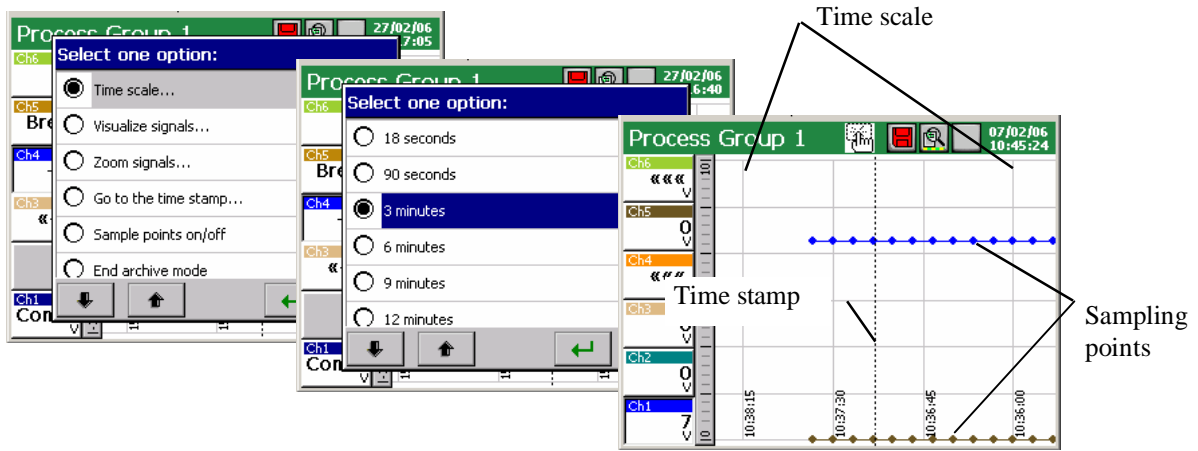 Time scale
Process Group 1
27/02/06
7:05
Select one option:
Ch6
Time scale...
Ch5
Bre
Visualize signals...
Ch4
Zoom signals...
Go to the time stamp...
Ch3
«
Sample points on/off
End archive mode
Ch1
Con
V
Process Group 1
27/02/06
6:40
Select one option:
Ch6
18 seconds
Ch5
Bre
90 seconds
Ch4
3 minutes
6 minutes
Ch3
«
9 minutes
12 minutes
Ch1
Con
V
Process Group 1
07/02/06
10:45:24
Ch6
«««
V
10
Ch5
0
V
Ch4
«««
Time stamp
Ch3
V
Ch2
0
V
Ch1
7
V
0
10:38:15
10:37:30
10:36:45
10:36:00
Sampling
points